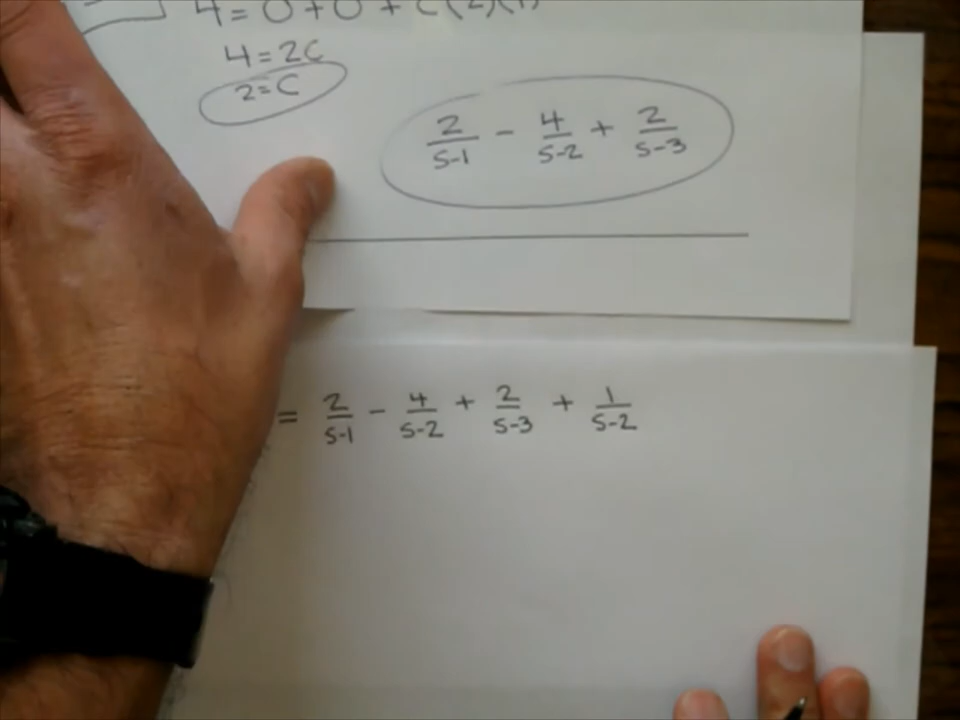 4 = 0 + 0 + C(2)(1)
4 = 2C
2 = C
2/(s-1) - 4/(s-2) + 2/(s-3)
= 2/(s-1) - 4/(s-2) + 2/(s-3) + 1/(s-2)